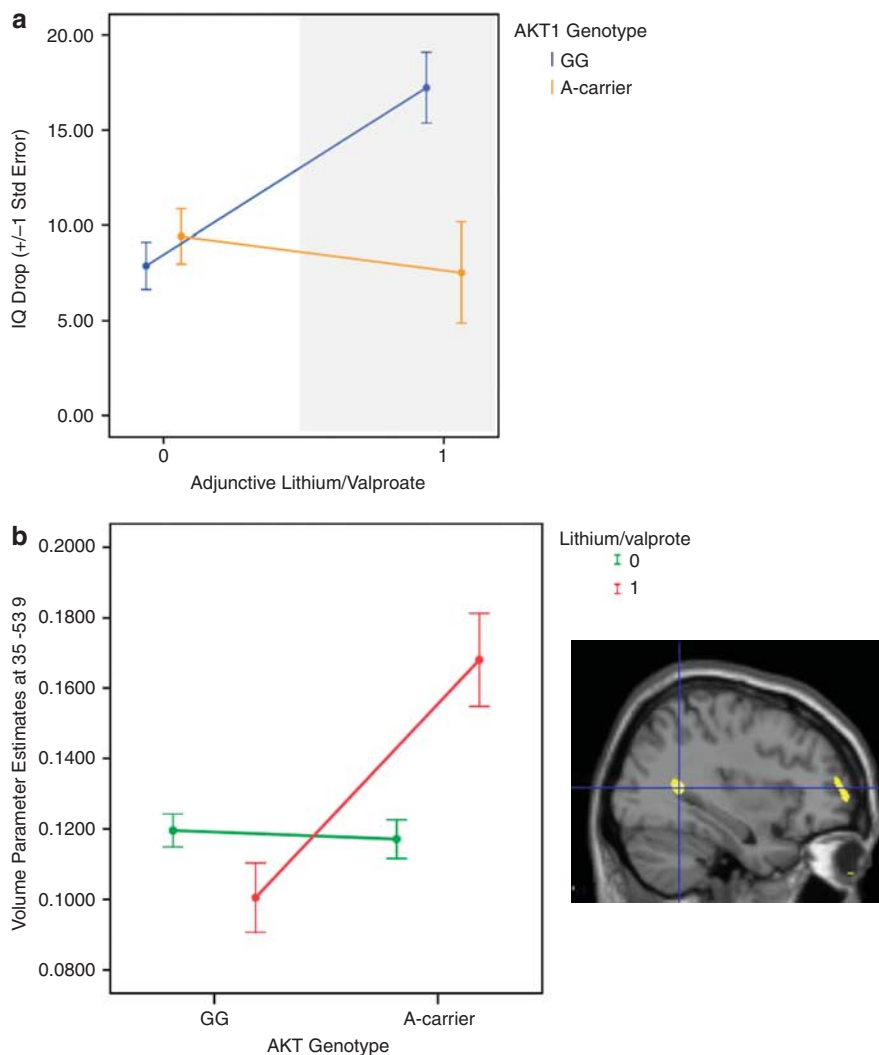 a
20.00
15.00
10.00
5.00
0.00
IQ Drop (+/−1 Std Error)
0
1
Adjunctive Lithium/Valproate
AKT1 Genotype
GG
A-carrier
b
0.2000
0.1800
0.1600
0.1400
0.1200
0.1000
0.0800
Volume Parameter Estimates at 35 -53 9
GG
A-carrier
AKT Genotype
Lithium/valprote
0
1